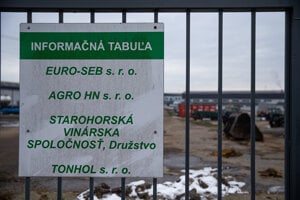 INFORMAČNÁ TABUĽA
EURO-SEB s. r. o.
AGRO HN s. r. o.
STAROHORSKÁ
VINÁRSKA
SPOLOČNOSŤ, Družstvo
TONHOL s. r. o.